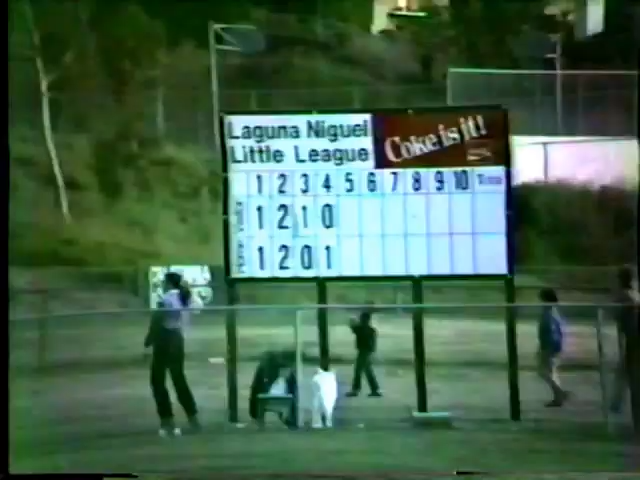 Laguna Niguel
Little League
Coke is it!
1 2 3 4 5 6 7 8 9 10
1 2 1 0
1 2 0 1